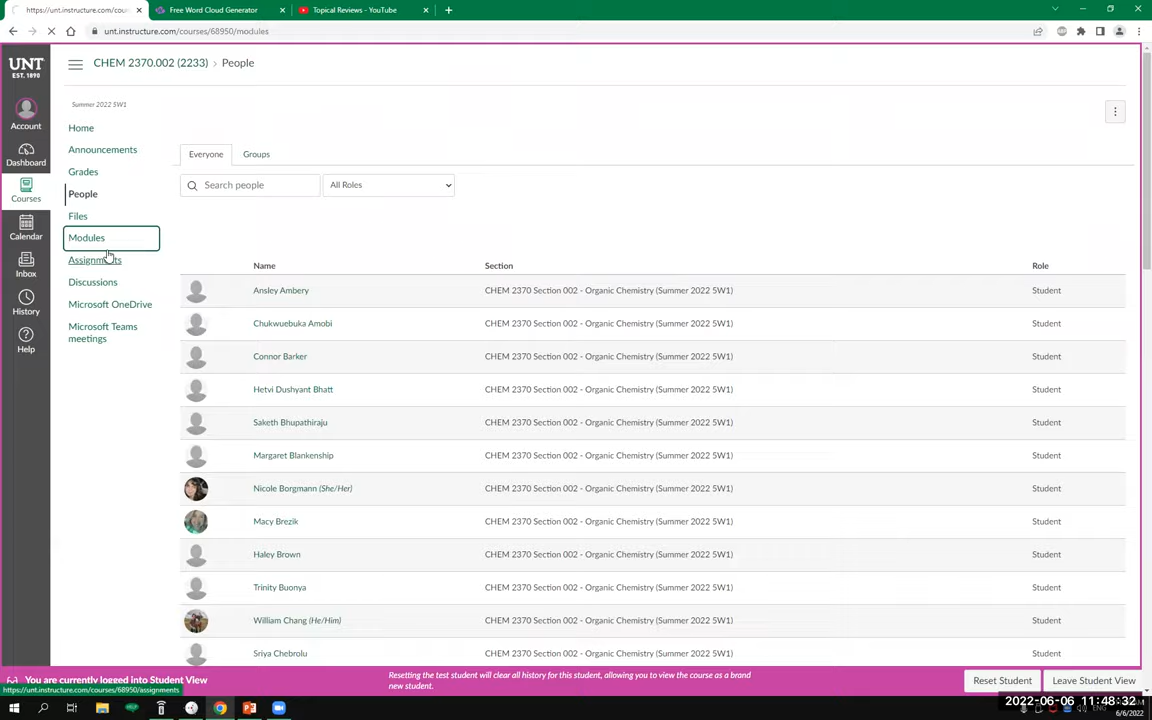 https://unt.instructure.com/cour
Free Word Cloud Generator
Topical Reviews - YouTube
unt.instructure.com/courses/68950/modules
UNT
EST. 1890
CHEM 2370.002 (2233) › People
Summer 2022 5W1
Account
Dashboard
Courses
Calendar
Inbox
History
Help
Home
Announcements
Grades
People
Files
Modules
Assignments
Discussions
Microsoft OneDrive
Microsoft Teams
meetings
Everyone Groups
Search people All Roles
Name Section Role
Ansley Ambery CHEM 2370 Section 002 - Organic Chemistry (Summer 2022 5W1) Student
Chukwuebuka Amobi CHEM 2370 Section 002 - Organic Chemistry (Summer 2022 5W1) Student
Connor Barker CHEM 2370 Section 002 - Organic Chemistry (Summer 2022 5W1) Student
Hetvi Dushyant Bhatt CHEM 2370 Section 002 - Organic Chemistry (Summer 2022 5W1) Student
Saketh Bhupathiraju CHEM 2370 Section 002 - Organic Chemistry (Summer 2022 5W1) Student
Margaret Blankenship CHEM 2370 Section 002 - Organic Chemistry (Summer 2022 5W1) Student
Nicole Borgmann (She/Her) CHEM 2370 Section 002 - Organic Chemistry (Summer 2022 5W1) Student
Macy Brezik CHEM 2370 Section 002 - Organic Chemistry (Summer 2022 5W1) Student
Haley Brown CHEM 2370 Section 002 - Organic Chemistry (Summer 2022 5W1) Student
Trinity Buonya CHEM 2370 Section 002 - Organic Chemistry (Summer 2022 5W1) Student
William Chang (He/Him) CHEM 2370 Section 002 - Organic Chemistry (Summer 2022 5W1) Student
Sriya Chebrolu CHEM 2370 Section 002 - Organic Chemistry (Summer 2022 5W1) Student
You are currently logged into Student View
Resetting the test student will clear all history for this student, allowing you to view the course as a brand
new student.
Reset Student Leave Student View
https://unt.instructure.com/courses/68950/assignments
2022-06-06 11:48:32
6/6/2022